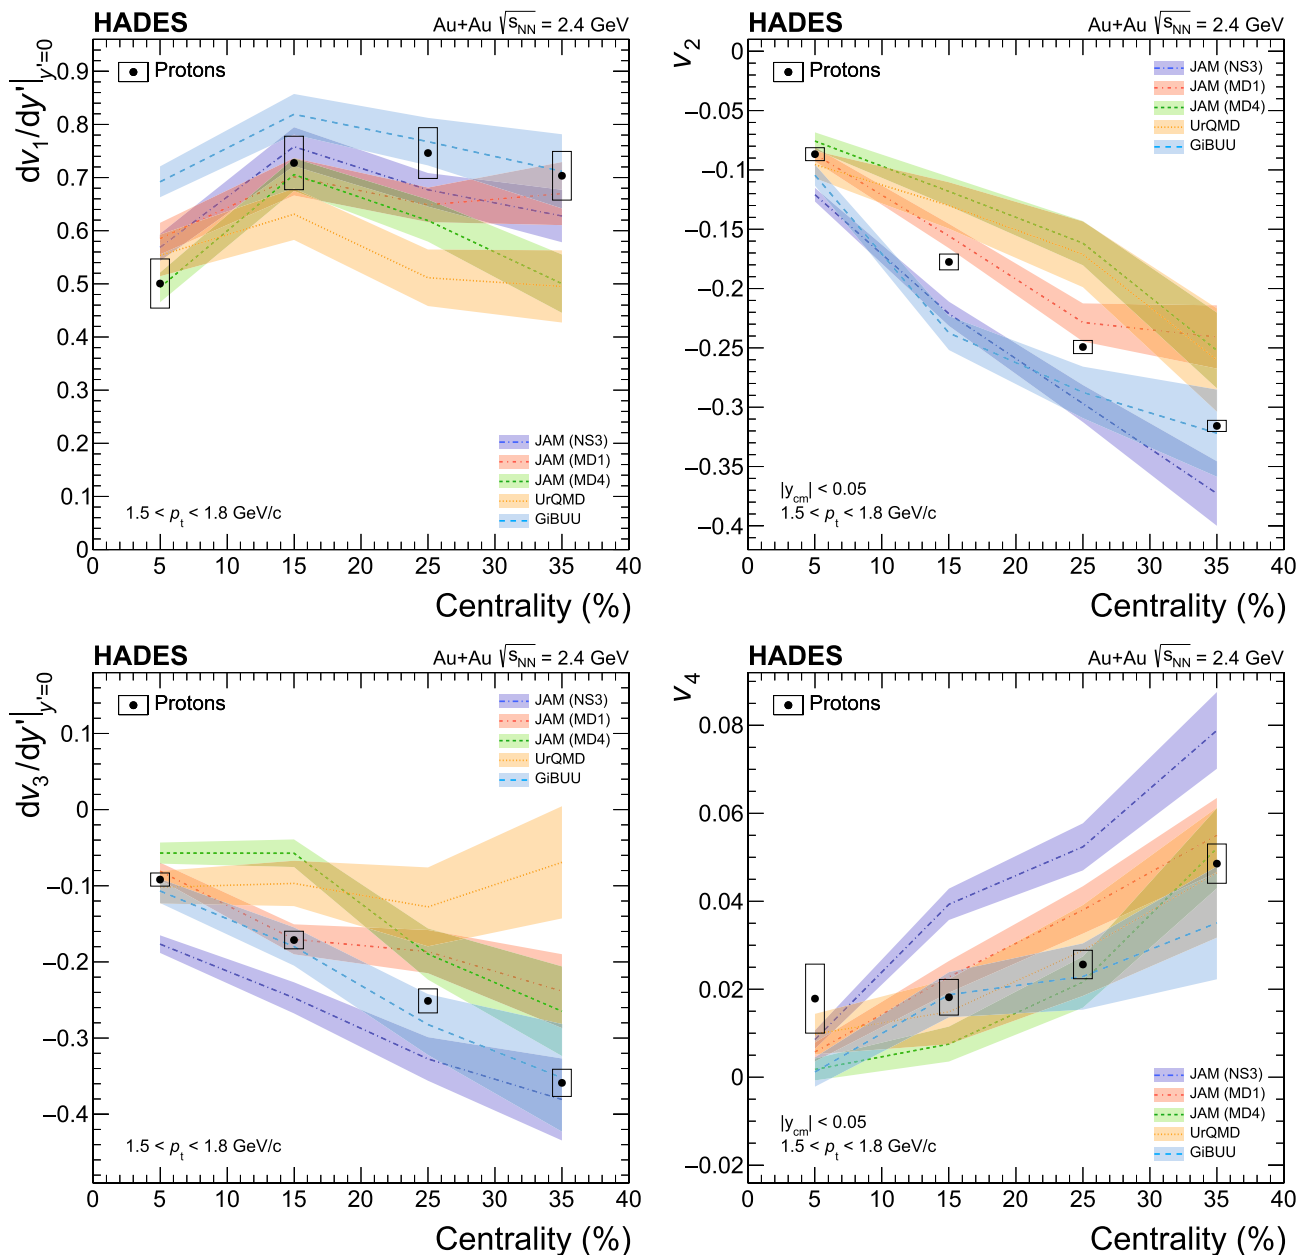 HADES Au+Au √sNN = 2.4 GeV
dv1/dy'|y'=0
Protons
0.9
0.8
0.7
0.6
0.5
0.4
0.3
0.2
0.1
0
JAM (NS3)
JAM (MD1)
JAM (MD4)
UrQMD
GiBUU
1.5 < pt < 1.8 GeV/c
0 5 10 15 20 25 30 35 40
Centrality (%)
HADES Au+Au √sNN = 2.4 GeV
v2
Protons
JAM (NS3)
JAM (MD1)
JAM (MD4)
UrQMD
GiBUU
0
−0.05
−0.1
−0.15
−0.2
−0.25
−0.3
−0.35
−0.4
|ycm| < 0.05
1.5 < pt < 1.8 GeV/c
0 5 10 15 20 25 30 35 40
Centrality (%)
HADES Au+Au √sNN = 2.4 GeV
dv3/dy'|y'=0
Protons
JAM (NS3)
JAM (MD1)
JAM (MD4)
UrQMD
GiBUU
0.1
0
−0.1
−0.2
−0.3
−0.4
1.5 < pt < 1.8 GeV/c
0 5 10 15 20 25 30 35 40
Centrality (%)
HADES Au+Au √sNN = 2.4 GeV
v4
Protons
0.08
0.06
0.04
0.02
0
−0.02
JAM (NS3)
JAM (MD1)
JAM (MD4)
UrQMD
GiBUU
|ycm| < 0.05
1.5 < pt < 1.8 GeV/c
0 5 10 15 20 25 30 35 40
Centrality (%)